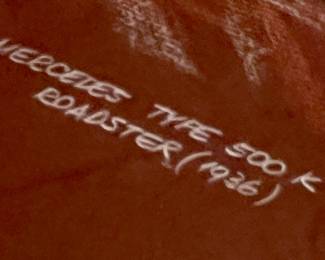 MERCEDES TYPE 500 K
ROADSTER (1936)